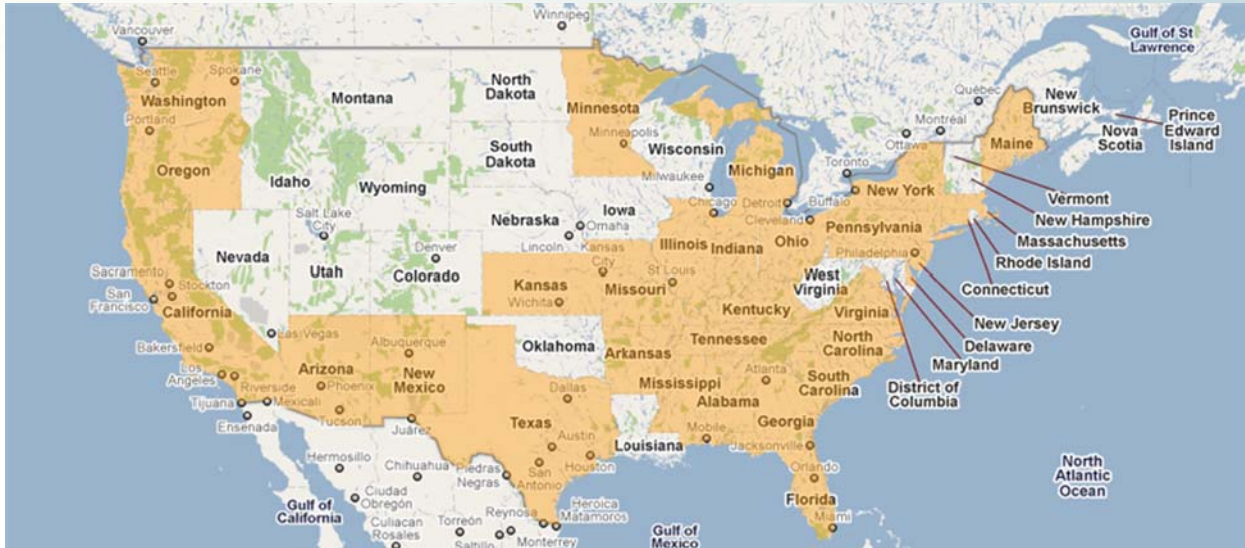 Winnipeg
Vancouver
Gulf of St
Lawrence
Seattle
Spokane
Washington
North
Dakota
Montana
Minnesota
Québec
New
Brunswick
Prince
Edward
Island
Portland
Minneapolis
Montréal
Ottawa
Maine
Nova
Scotia
Oregon
South
Dakota
Wisconsin
Michigan
Toronto
Idaho
Wyoming
Milwaukee
New York
Vermont
Salt Lake
City
Nebraska
Iowa
Omaha
Chicago
Detroit
Buffalo
Cleveland
New Hampshire
Massachusetts
Pennsylvania
Lincoln
Kansas
City
Illinois
Indiana
Ohio
Philadelphia
Rhode Island
Nevada
Utah
Denver
Colorado
Sacramento
Stockton
San
Francisco
California
Kansas
Wichita
St Louis
Missouri
West
Virginia
Connecticut
Kentucky
Virginia
New Jersey
Las Vegas
Bakersfield
Albuquerque
Oklahoma
Tennessee
North
Carolina
Delaware
Maryland
Arkansas
Los
Angeles
Arizona
Phoenix
New
Mexico
Riverside
Dallas
Mississippi
Atlanta
South
Carolina
District of
Columbia
Alabama
Tijuana
Mexicali
Tucson
Ensenada
Juárez
Texas
Georgia
Mobile
Jacksonville
Austin
Louisiana
Hermosillo
Chihuahua
Piedras
Negras
San
Antonio
Houston
Orlando
North
Atlantic
Ocean
Gulf of
California
Ciudad
Obregón
Heroica
Matamoros
Florida
Culiacan
Rosales
Torreón
Reynosa
Miami
Saltillo
Monterrey
Gulf of
Mexico